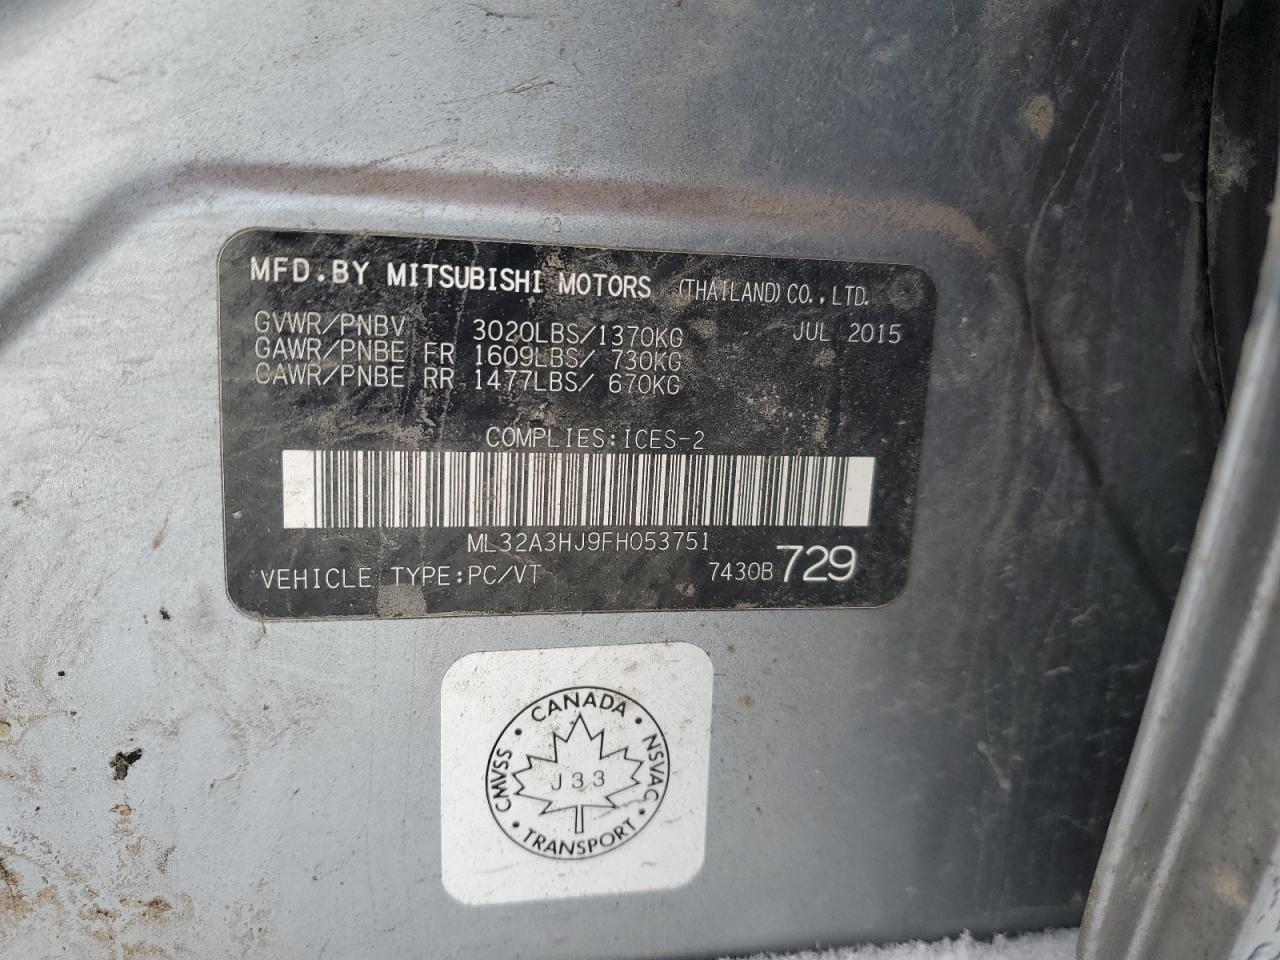 MFD.BY MITSUBISHI MOTORS (THAILAND)CO.,LTD.
GVWR/PNBV 3020LBS/1370KG JUL 2015
GAWR/PNBE FR 1609LBS/ 730KG
GAWR/PNBE RR 1477LBS/ 670KG
COMPLIES:ICES-2
ML32A3HJ9FH053751
VEHICLE TYPE:PC/VT 7430B 729
CANADA
CMVSS
NSVAC
J33
TRANSPORT